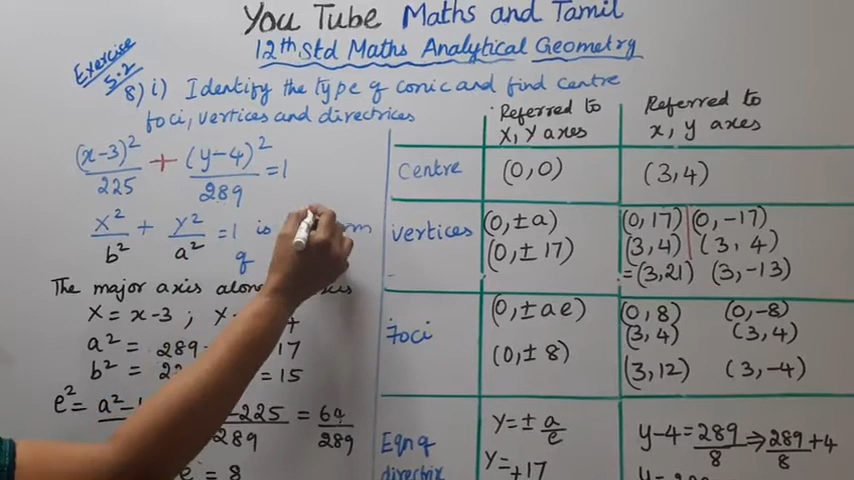 You Tube Maths and Tamil
12th Std Maths Analytical Geometry
Exercise
5.2
8) i) Identify the type of conic and find centre
foci, vertices and directrices
(x-3)²/225 + (y-4)²/289 = 1
X²/b² + Y²/a² = 1 is
of
The major axis along
X = x-3 ;
a² = 289 17
b² = = 15
e² = -225/289 = 64/289
e = 8
Referred to X, Y axes
Referred to x, y axes
Centre (0,0) (3,4)
vertices (0,±a) (0,17) (0,-17)
(0,±17) (3,4) (3,4)
=(3,21) (3,-13)
Foci (0,±ae) (0,8) (0,-8)
(0,±8) (3,4) (3,4)
(3,12) (3,-4)
Eqn of directrix
Y = ± a/e y-4 = 289/8 ⇒ 289/8 + 4
Y = +17